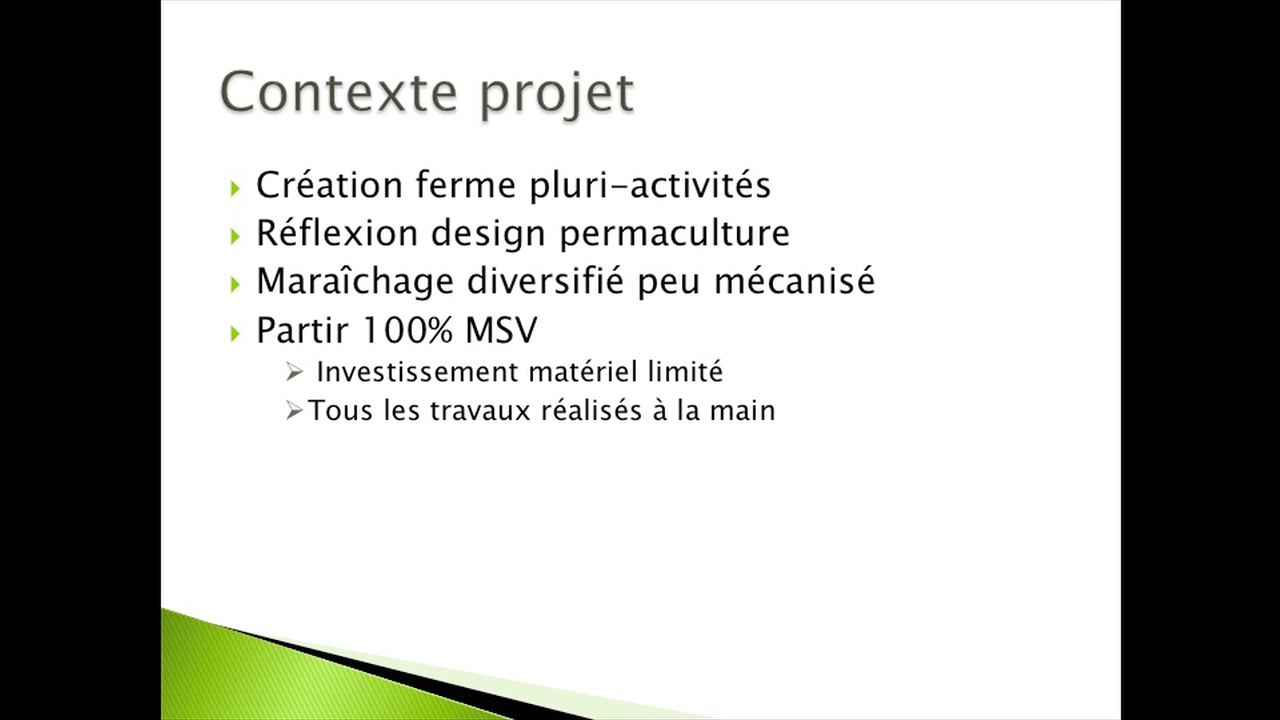 Contexte projet
Création ferme pluri-activités
Réflexion design permaculture
Maraîchage diversifié peu mécanisé
Partir 100% MSV
Investissement matériel limité
Tous les travaux réalisés à la main